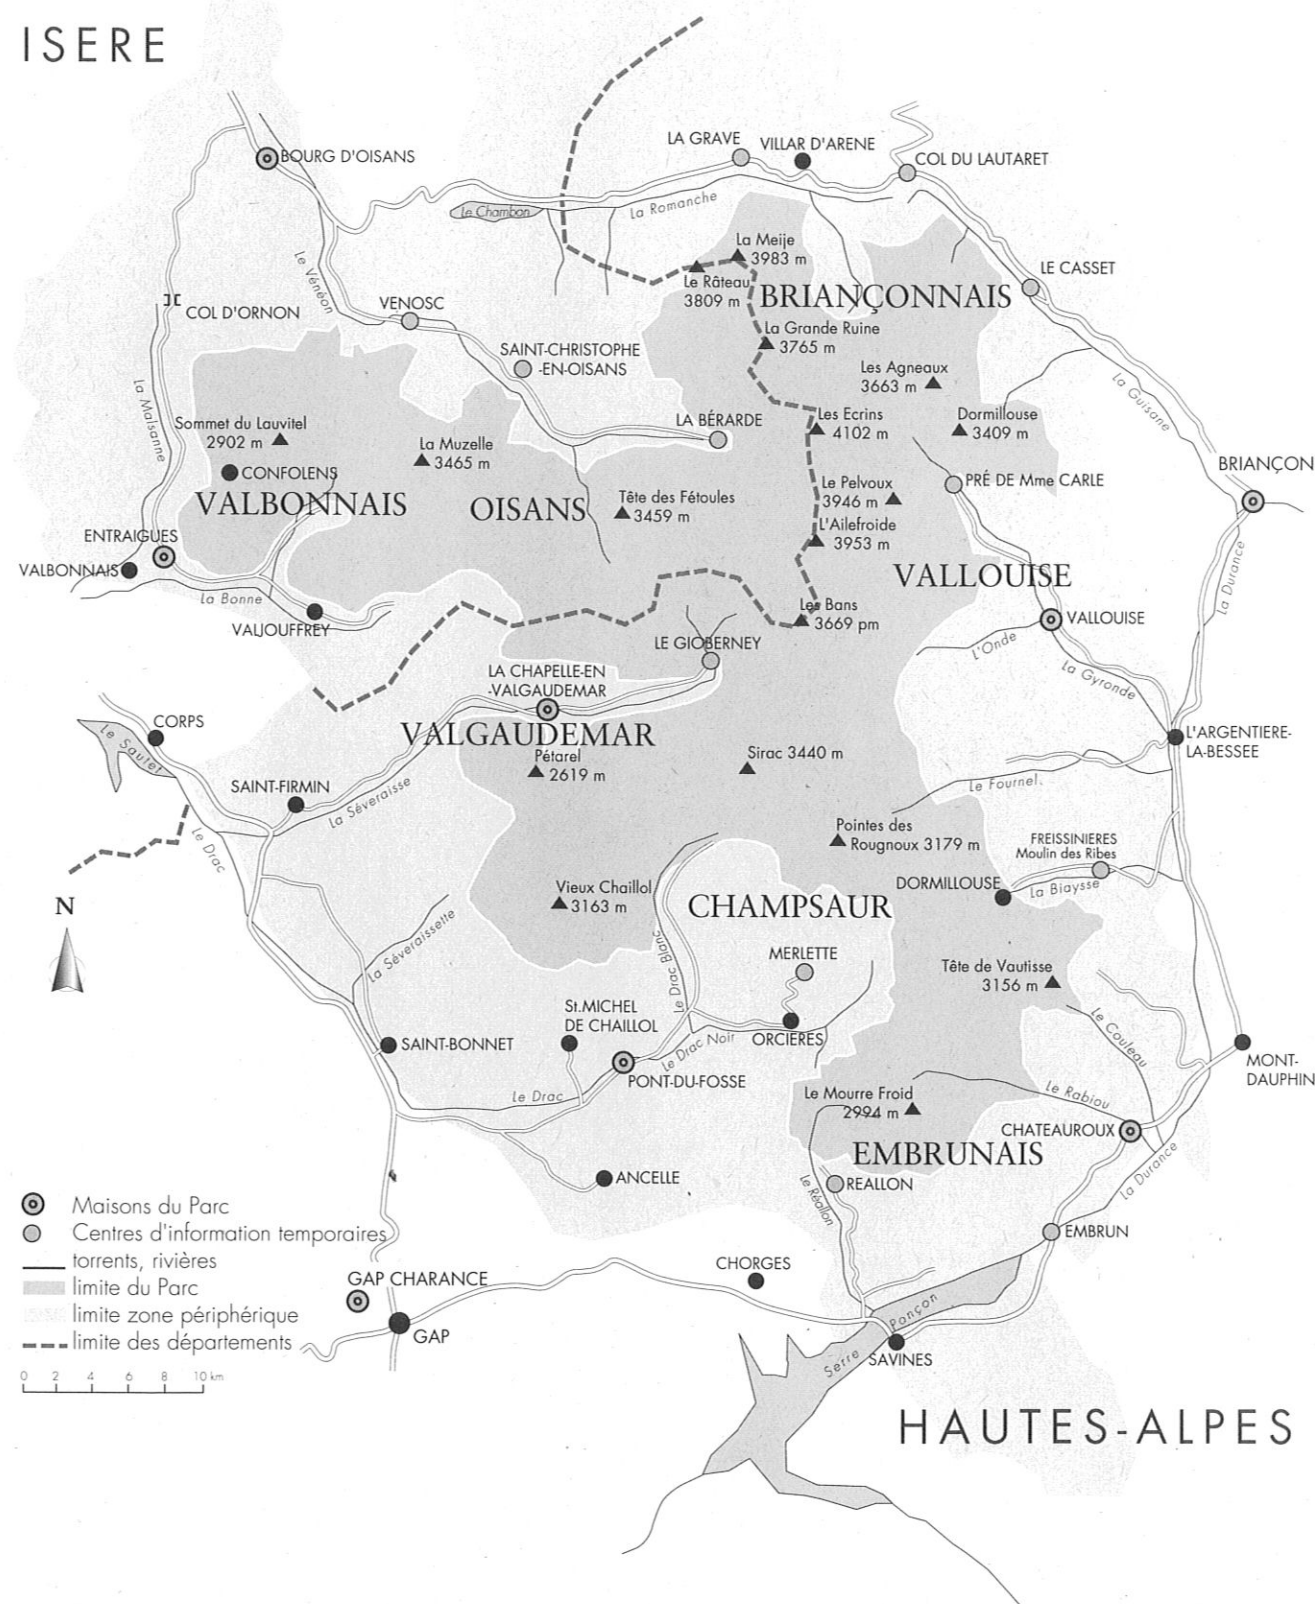 ISERE
BOURG D'OISANS
LA GRAVE
VILLAR D'ARENE
COL DU LAUTARET
Le Chambon
La Romanche
La Meije
3983 m
Le Râteau
3809 m
LE CASSET
BRIANÇONNAIS
Le Vénéon
COL D'ORNON
VENOSC
La Grande Ruine
3765 m
SAINT-CHRISTOPHE
-EN-OISANS
Les Agneaux
3663 m
La Guisane
La Malsanne
Sommet du Lauvitel
2902 m
La Muzelle
3465 m
LA BÉRARDE
Les Ecrins
4102 m
Dormillouse
3409 m
CONFOLENS
VALBONNAIS
OISANS
Tête des Fétoules
3459 m
Le Pelvoux
3946 m
PRÉ DE Mme CARLE
BRIANÇON
L'Ailefroide
3953 m
ENTRAIGUES
VALBONNAIS
La Bonne
VALJOUFFREY
VALLOUISE
La Durance
Les Bans
3669 pm
VALLOUISE
L'Onde
La Gyronde
LE GIOBERNEY
LA CHAPELLE-EN
-VALGAUDEMAR
VALGAUDEMAR
CORPS
Le Sautet
L'ARGENTIERE-
LA-BESSEE
Pétarel
2619 m
Sirac 3440 m
SAINT-FIRMIN
La Séveraisse
Le Drac
Le Fournel
Pointes des
Rougnoux 3179 m
FREISSINIERES
Moulin des Ribes
La Biaysse
DORMILLOUSE
Vieux Chaillol
3163 m
CHAMPSAUR
N
La Séveraissette
Le Drac Blanc
MERLETTE
Tête de Vautisse
3156 m
St.MICHEL
DE CHAILLOL
ORCIERES
Le Drac Noir
Le Couleau
SAINT-BONNET
PONT-DU-FOSSE
MONT-
DAUPHIN
Le Drac
Le Mourre Froid
2994 m
Le Rabiou
CHATEAUROUX
EMBRUNAIS
La Durance
ANCELLE
Le Réallon
REALLON
EMBRUN
Maisons du Parc
Centres d'information temporaires
torrents, rivières
limite du Parc
limite zone périphérique
limite des départements
0 2 4 6 8 10 km
GAP CHARANCE
GAP
CHORGES
Serre Ponçon
SAVINES
HAUTES-ALPES